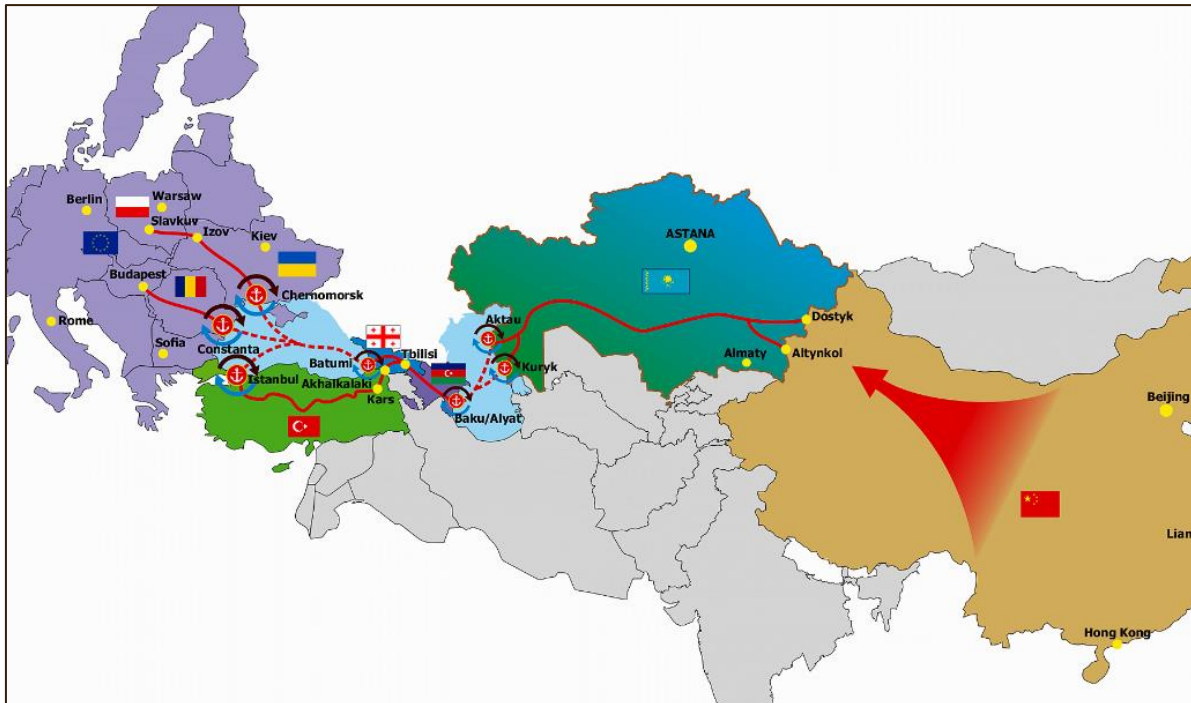 Berlin
Warsaw
Slavkuv
Izov
Kiev
Budapest
Chernomorsk
Rome
Sofia
Constanta
Istanbul
Batumi
Tbilisi
Akhalkalaki
Kars
Baku/Alyat
Aktau
Kuryk
ASTANA
Dostyk
Almaty
Altynkol
Beijing
Lian
Hong Kong